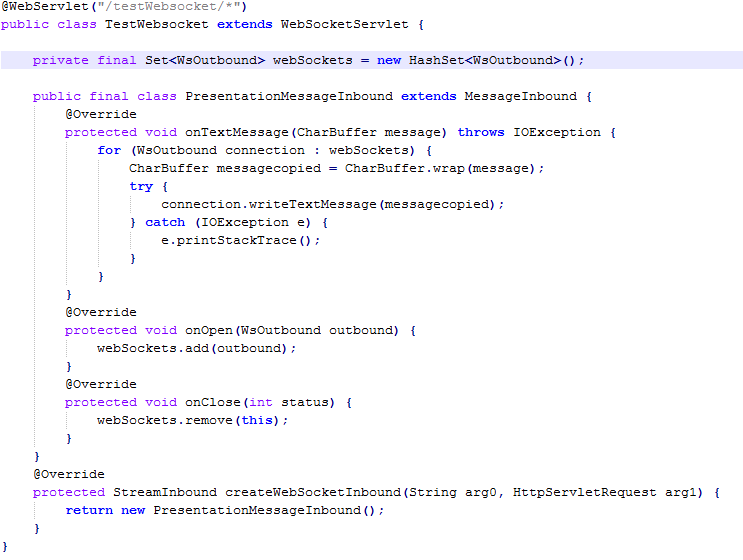 @WebServlet("/testWebsocket/*")
public class TestWebsocket extends WebSocketServlet {
private final Set<WsOutbound> webSockets = new HashSet<WsOutbound>();
public final class PresentationMessageInbound extends MessageInbound {
@Override
protected void onTextMessage(CharBuffer message) throws IOException {
for (WsOutbound connection : webSockets) {
CharBuffer messagecopied = CharBuffer.wrap(message);
try {
connection.writeTextMessage(messagecopied);
} catch (IOException e) {
e.printStackTrace();
}
}
}
@Override
protected void onOpen(WsOutbound outbound) {
webSockets.add(outbound);
}
@Override
protected void onClose(int status) {
webSockets.remove(this);
}
}
@Override
protected StreamInbound createWebSocketInbound(String arg0, HttpServletRequest arg1) {
return new PresentationMessageInbound();
}
}